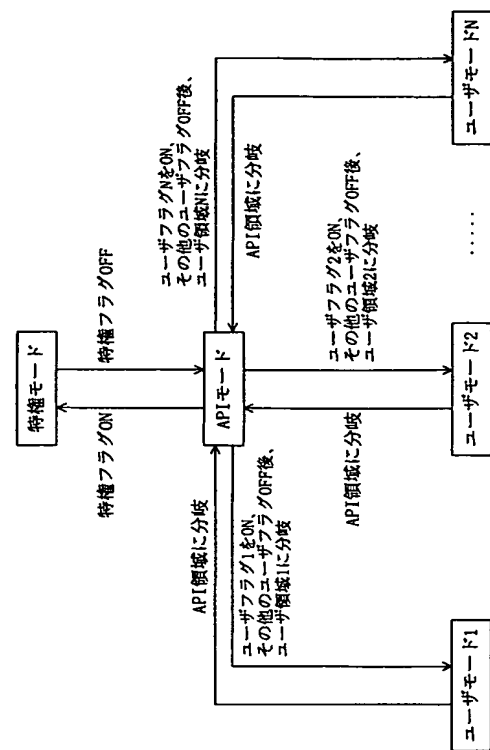 特権モード
特権フラグON
特権フラグOFF
APIモード
API領域に分岐
ユーザフラグ1をON、
その他のユーザフラグOFF後、
ユーザ領域1に分岐
API領域に分岐
ユーザフラグ2をON、
その他のユーザフラグOFF後、
ユーザ領域2に分岐
ユーザフラグNをON、
その他のユーザフラグOFF後、
ユーザ領域Nに分岐
API領域に分岐
ユーザモード1
ユーザモード2
.....
ユーザモードN